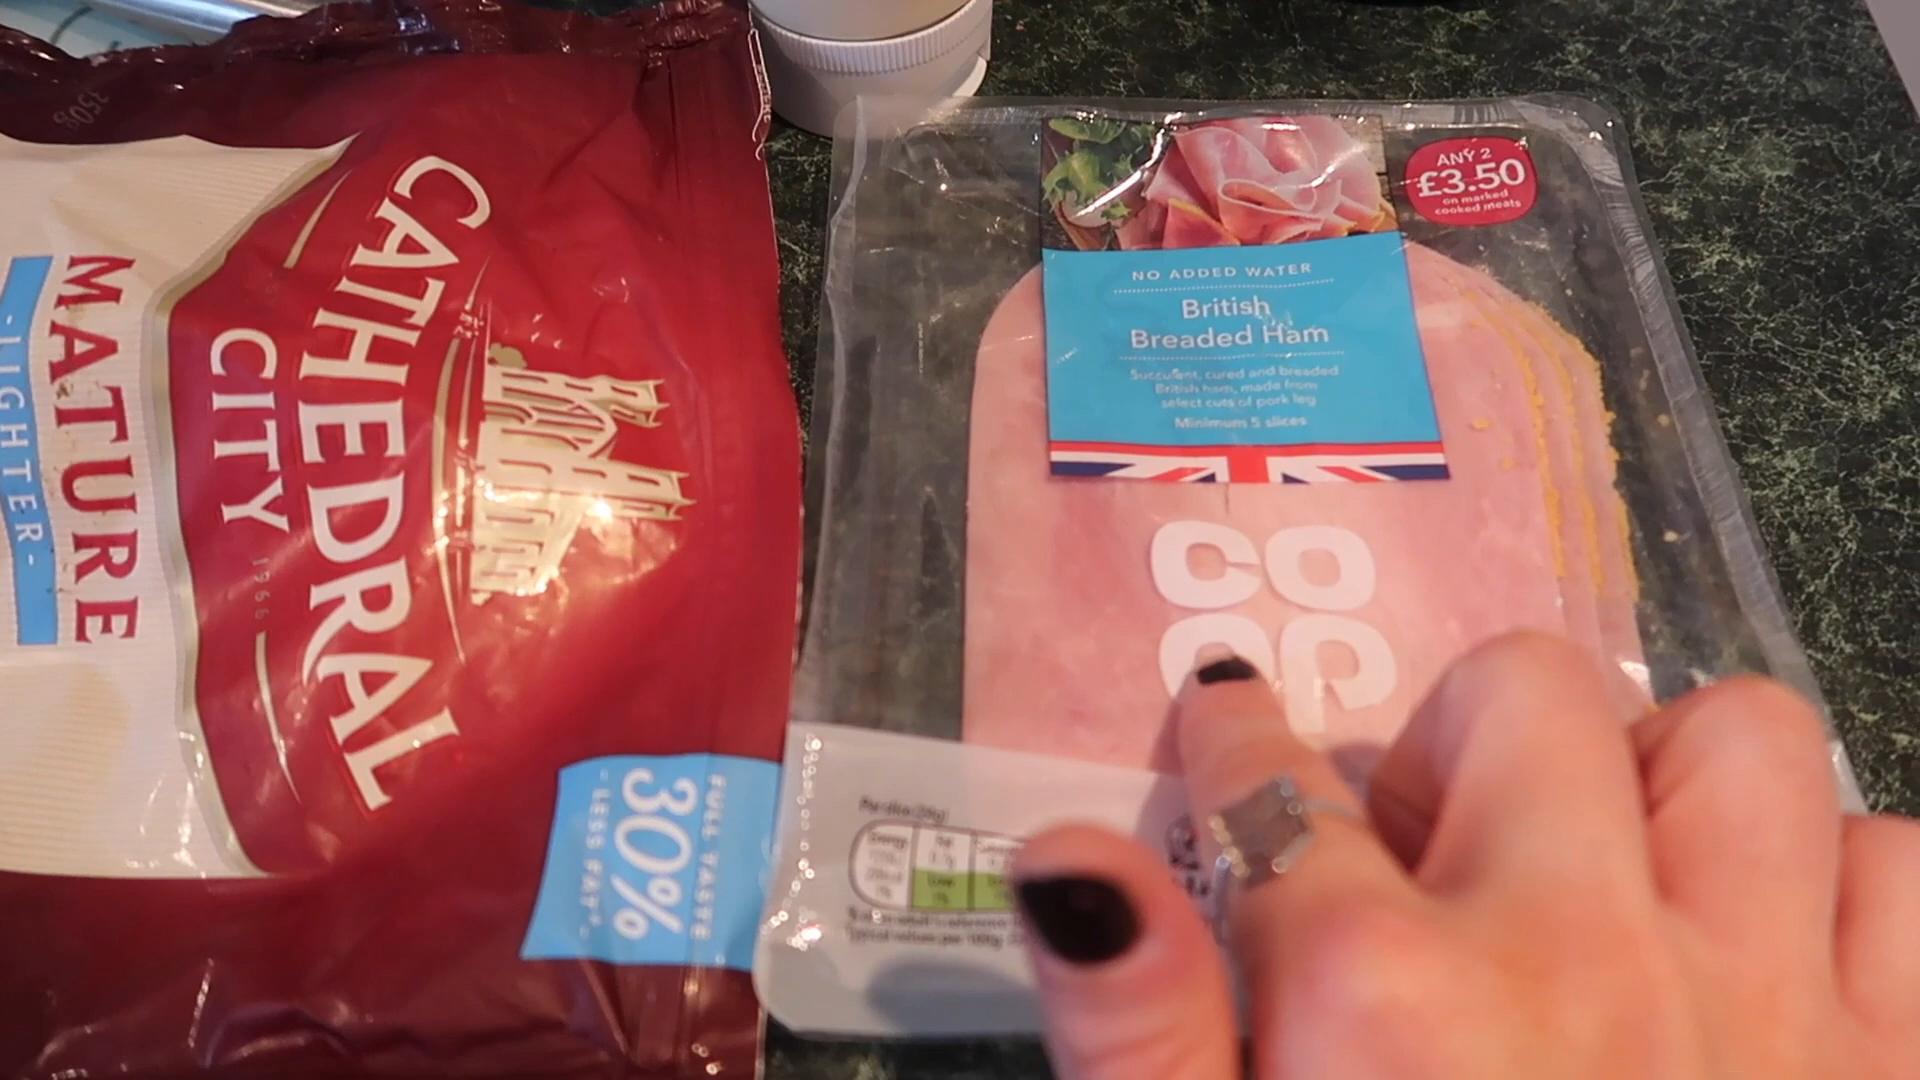 350g
CATHEDRAL
CITY
1966
MATURE
- LIGHTER -
FULL TASTE
30%
- LESS FAT*-
ANY 2
£3.50
on marked
cooked meats
NO ADDED WATER
British
Breaded Ham
Succulent, cured and breaded
British ham, made from
select cuts of pork leg
Minimum 5 slices
CO
OP
Per slice
Energy
Fat
Low